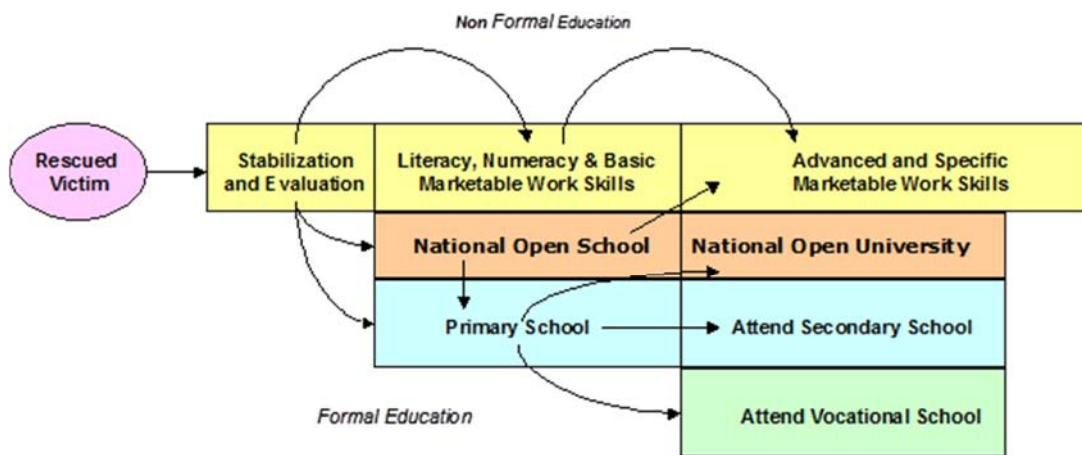 Non Formal Education
Rescued
Victim
Stabilization
and Evaluation
Literacy, Numeracy & Basic
Marketable Work Skills
Advanced and Specific
Marketable Work Skills
National Open School
National Open University
Primary School
Attend Secondary School
Formal Education
Attend Vocational School